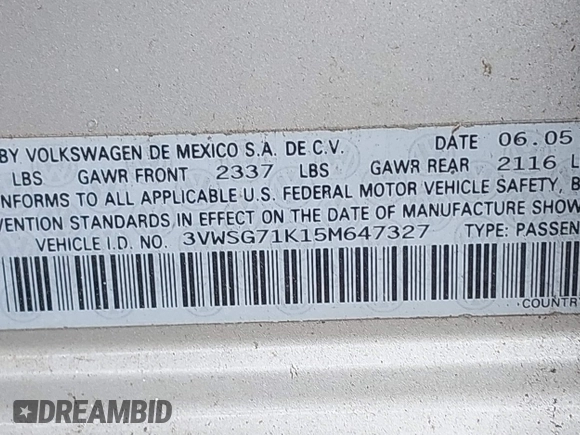 BY VOLKSWAGEN DE MEXICO S.A. DE C.V. DATE 06.05
LBS GAWR FRONT 2337 LBS GAWR REAR 2116 L
NFORMS TO ALL APPLICABLE U.S. FEDERAL MOTOR VEHICLE SAFETY, B
VENTION STANDARDS IN EFFECT ON THE DATE OF MANUFACTURE SHOW
VEHICLE I.D. NO. 3VWSG71K15M647327 TYPE: PASSEN
COUNTR
DREAMBID